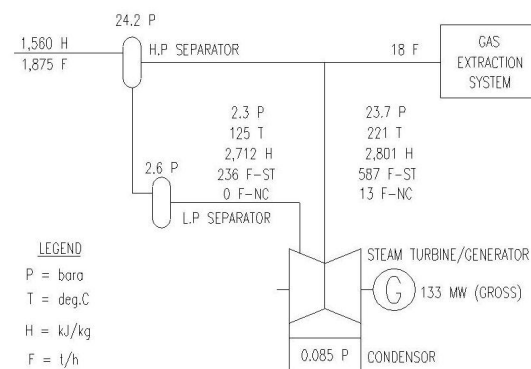 24.2 P
1,560 H
1,875 F
H.P SEPARATOR
18 F
GAS
EXTRACTION
SYSTEM
2.3 P
125 T
2,712 H
236 F-ST
0 F-NC
23.7 P
221 T
2,801 H
587 F-ST
13 F-NC
2.6 P
L.P SEPARATOR
LEGEND
P = bara
T = deg.C
H = kJ/kg
F = t/h
STEAM TURBINE/GENERATOR
G
133 MW (GROSS)
0.085 P
CONDENSOR